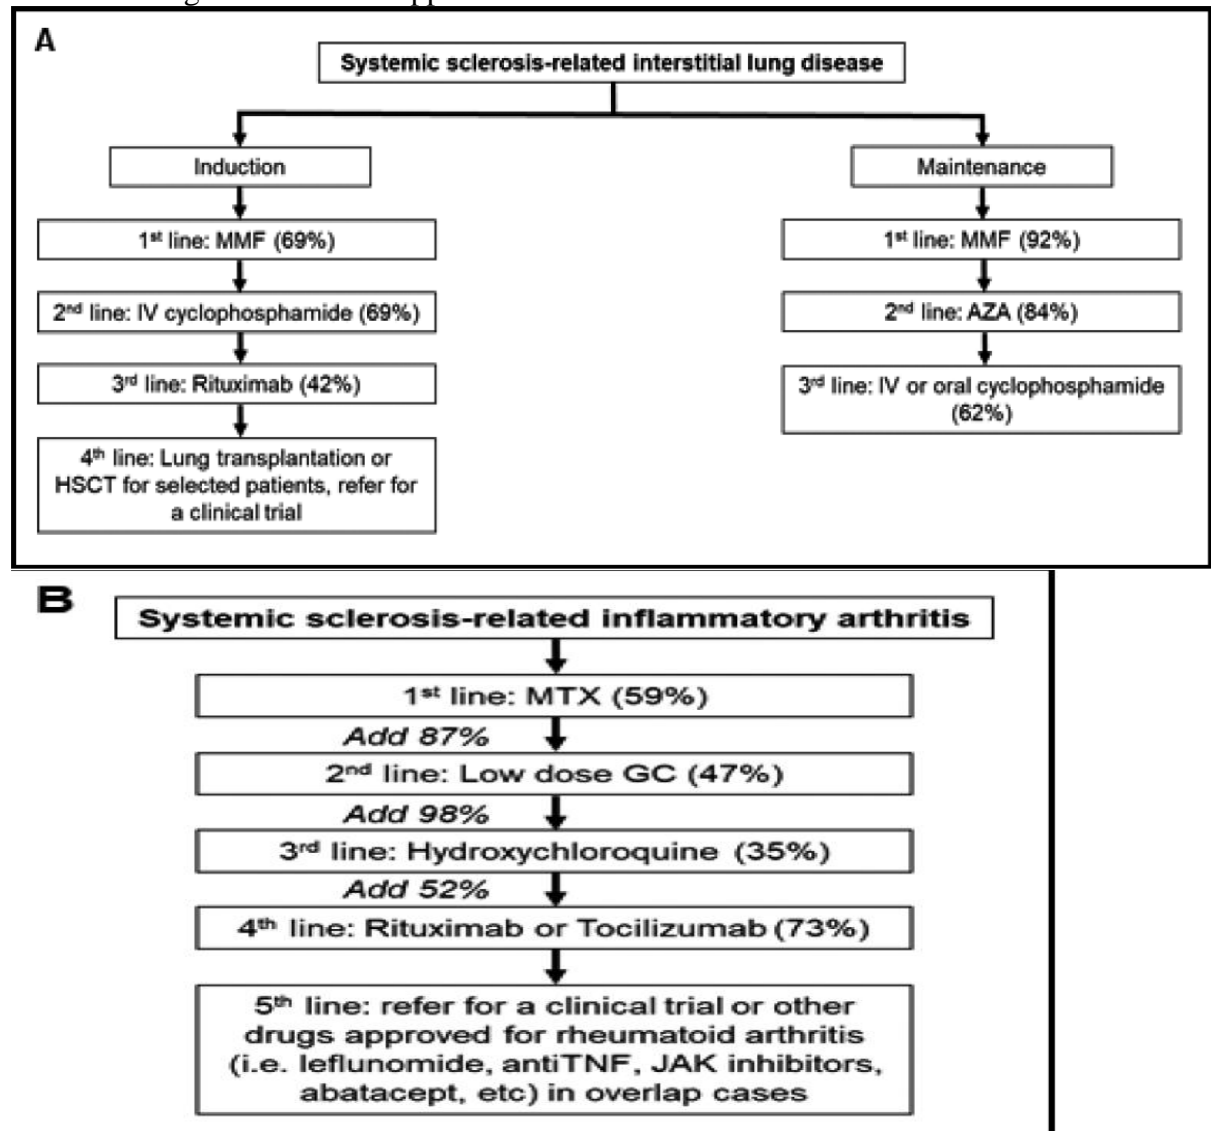 A
Systemic sclerosis-related interstitial lung disease
Induction
1st line: MMF (69%)
2nd line: IV cyclophosphamide (69%)
3rd line: Rituximab (42%)
4th line: Lung transplantation or
HSCT for selected patients, refer for
a clinical trial
Maintenance
1st line: MMF (92%)
2nd line: AZA (84%)
3rd line: IV or oral cyclophosphamide
(62%)
B
Systemic sclerosis-related inflammatory arthritis
1st line: MTX (59%)
Add 87%
2nd line: Low dose GC (47%)
Add 98%
3rd line: Hydroxychloroquine (35%)
Add 52%
4th line: Rituximab or Tocilizumab (73%)
5th line: refer for a clinical trial or other
drugs approved for rheumatoid arthritis
(i.e. leflunomide, antiTNF, JAK inhibitors,
abatacept, etc) in overlap cases